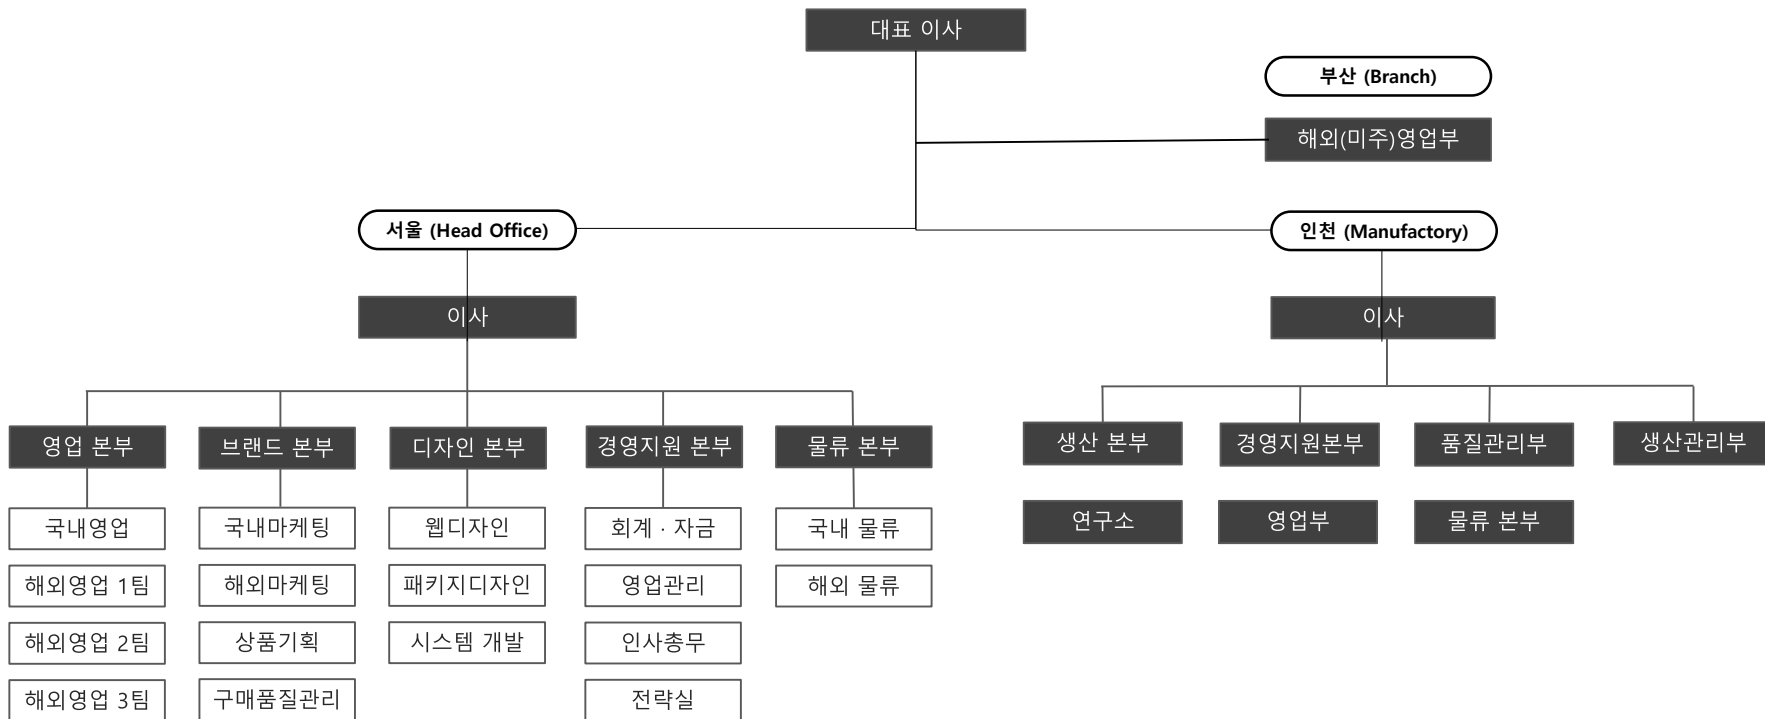 대표 이사
부산 (Branch)
해외(미주)영업부
서울 (Head Office)
인천 (Manufactory)
이사
이사
영업 본부
브랜드 본부
디자인 본부
경영지원 본부
물류 본부
생산 본부
경영지원본부
품질관리부
생산관리부
국내영업
국내마케팅
웹디자인
회계 · 자금
국내 물류
연구소
영업부
물류 본부
해외영업 1팀
해외마케팅
패키지디자인
영업관리
해외 물류
해외영업 2팀
상품기획
시스템 개발
인사총무
해외영업 3팀
구매품질관리
전략실